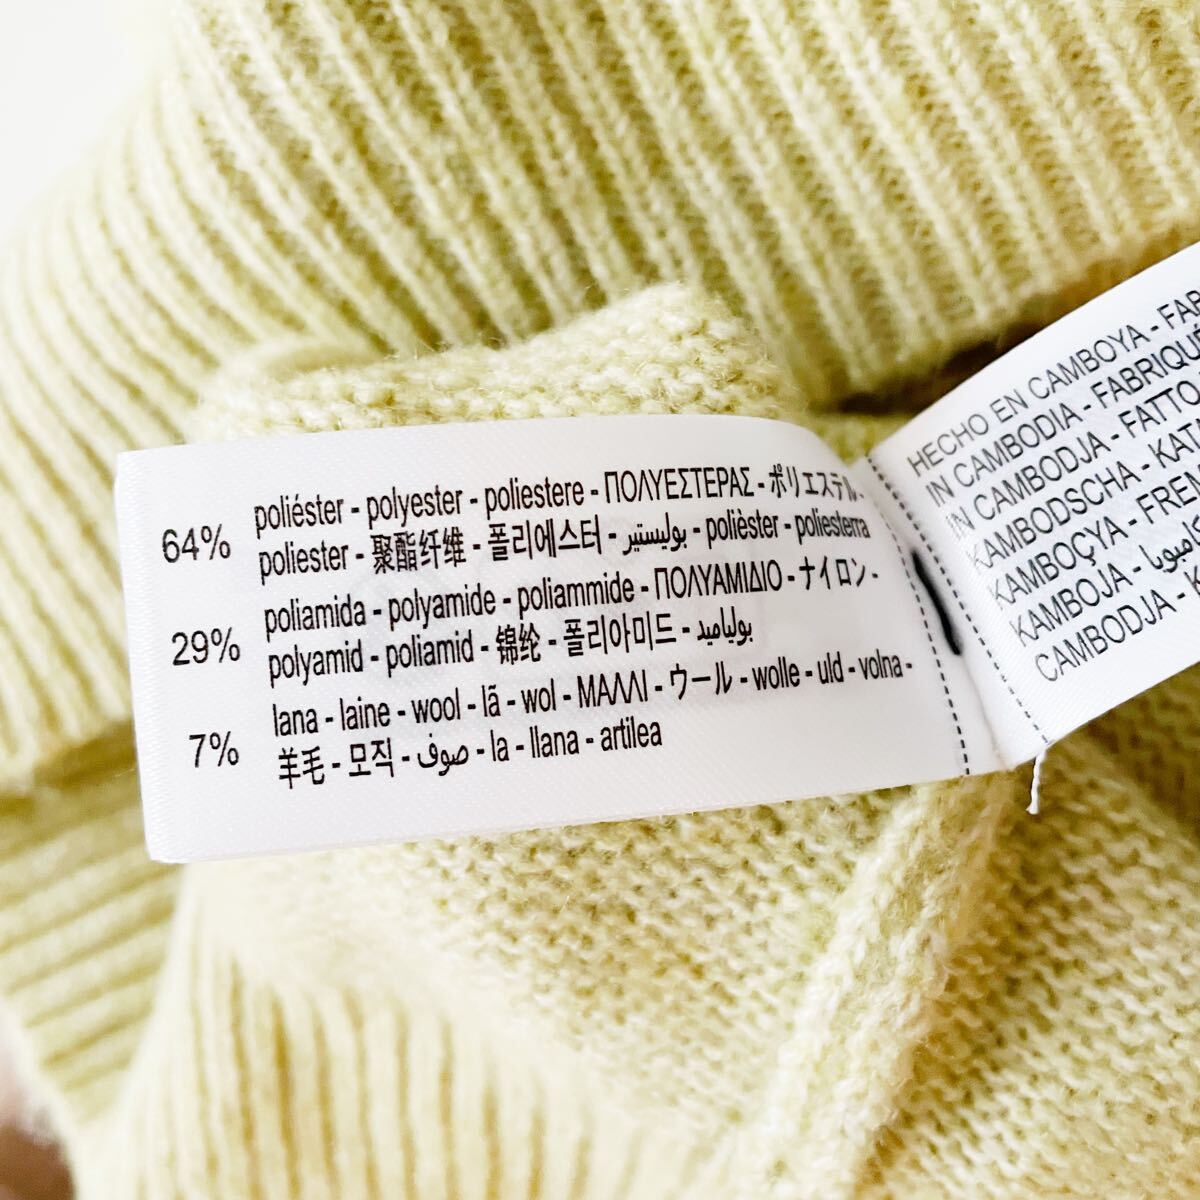 64%
poliéster - polyester - poliestere - ΠΟΛΥΕΣΤΕΡΑΣ - ポリエステル -
poliester - 聚酯纤维 - 폴리에스터 - بوليستير - polièster - poliesterra
29%
poliamida - polyamide - poliammide - ΠΟΛΥΑΜΙΔΙΟ - ナイロン -
polyamid - poliamid - 锦纶 - 폴리아미드 - بولياميد
7%
lana - laine - wool - lã - wol - ΜΑΛΛΙ - ウール - wolle - uld - volna -
羊毛 - 모직 - صوف - la - llana - artilea
HECHO EN CAMBOYA - FAB
IN CAMBODIA - FABRIQU
IN CAMBODJA - FATTO
KAMBODSCHA - KATA
KAMBOÇYA - FREM
KAMBOJA -
CAMBODJA -